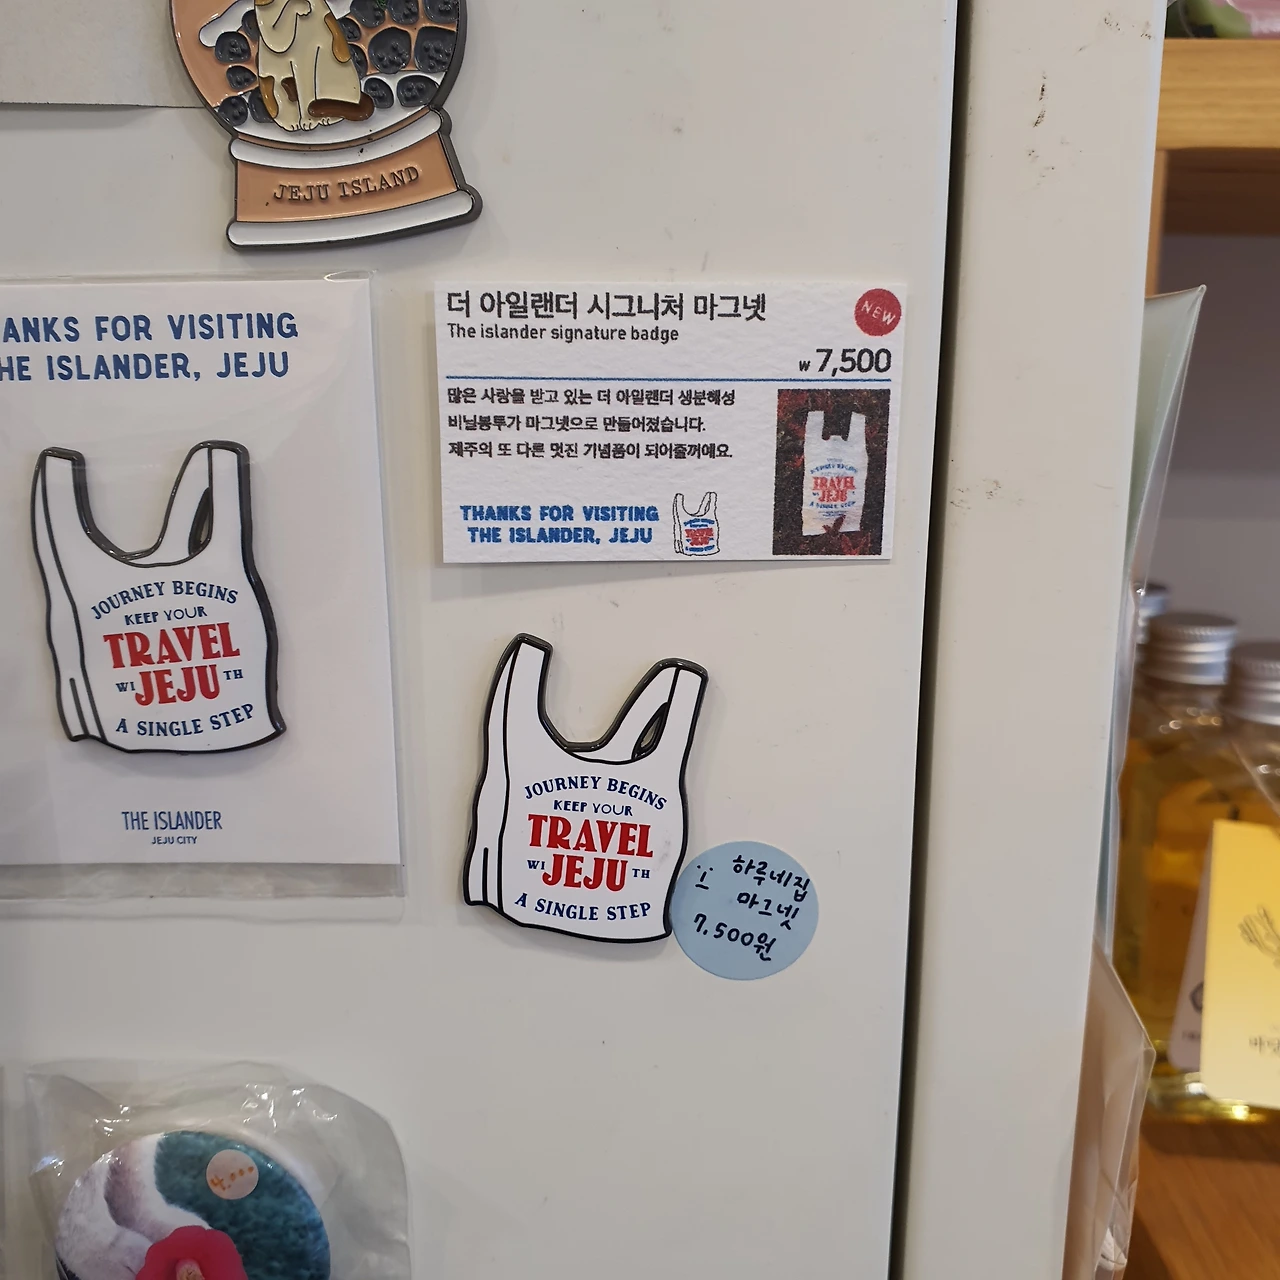 JEJU ISLAND
ANKS FOR VISITING
HE ISLANDER, JEJU
JOURNEY BEGINS
KEEP YOUR
TRAVEL
WI JEJU TH
A SINGLE STEP
THE ISLANDER
JEJU CITY
더 아일랜더 시그니처 마그넷
NEW
The islander signature badge
₩ 7,500
많은 사랑을 받고 있는 더 아일랜더 생분해성
비닐봉투가 마그넷으로 만들어졌습니다.
제주의 또 다른 멋진 기념품이 되어줄꺼예요.
THANKS FOR VISITING
THE ISLANDER, JEJU
TRAVEL
JEJU
JOURNEY BEGINS
KEEP YOUR
TRAVEL
WI JEJU TH
A SINGLE STEP
하루네집
마그넷
7,500원
4,000